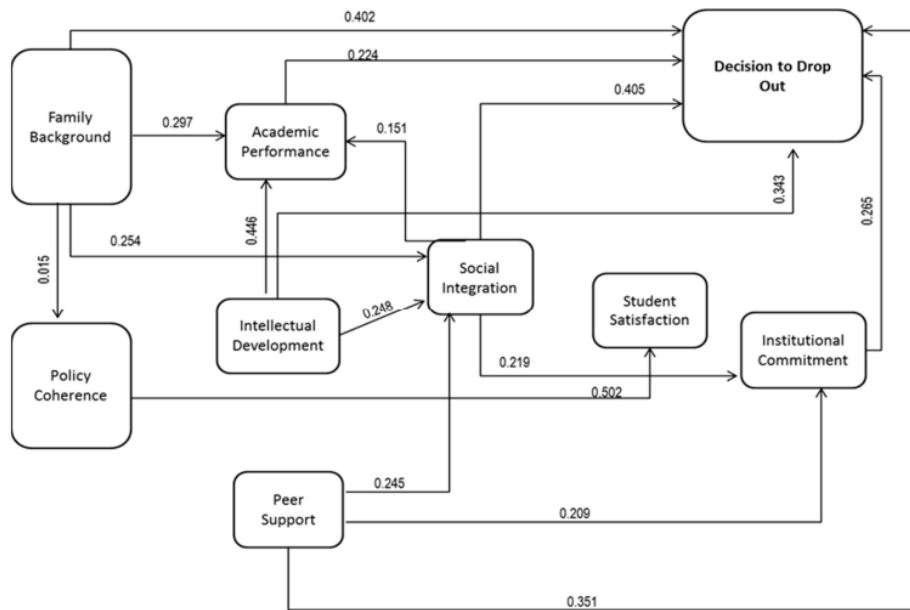 0.402
0.224
Decision to Drop
Out
0.405
Family
Background
0.297
Academic
Performance
0.151
0.343
0.265
0.446
0.254
0.015
Social
Integration
Student
Satisfaction
0.248
Intellectual
Development
Institutional
Commitment
0.219
Policy
Coherence
0.502
0.245
Peer
Support
0.209
0.351